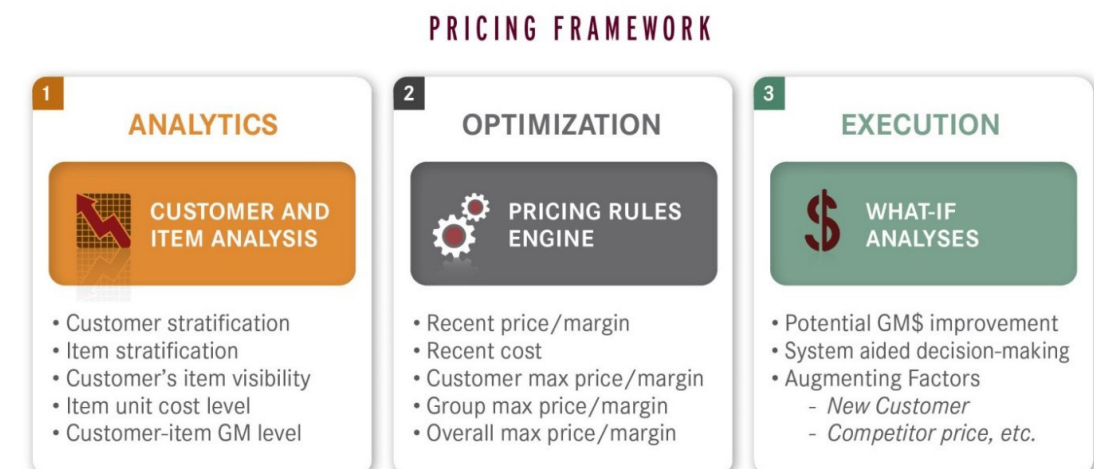 PRICING FRAMEWORK
1
ANALYTICS
CUSTOMER AND
ITEM ANALYSIS
• Customer stratification
• Item stratification
• Customer's item visibility
• Item unit cost level
• Customer-item GM level
2
OPTIMIZATION
PRICING RULES
ENGINE
• Recent price/margin
• Recent cost
• Customer max price/margin
• Group max price/margin
• Overall max price/margin
3
EXECUTION
$
WHAT-IF
ANALYSES
• Potential GM$ improvement
• System aided decision-making
• Augmenting Factors
- New Customer
- Competitor price, etc.